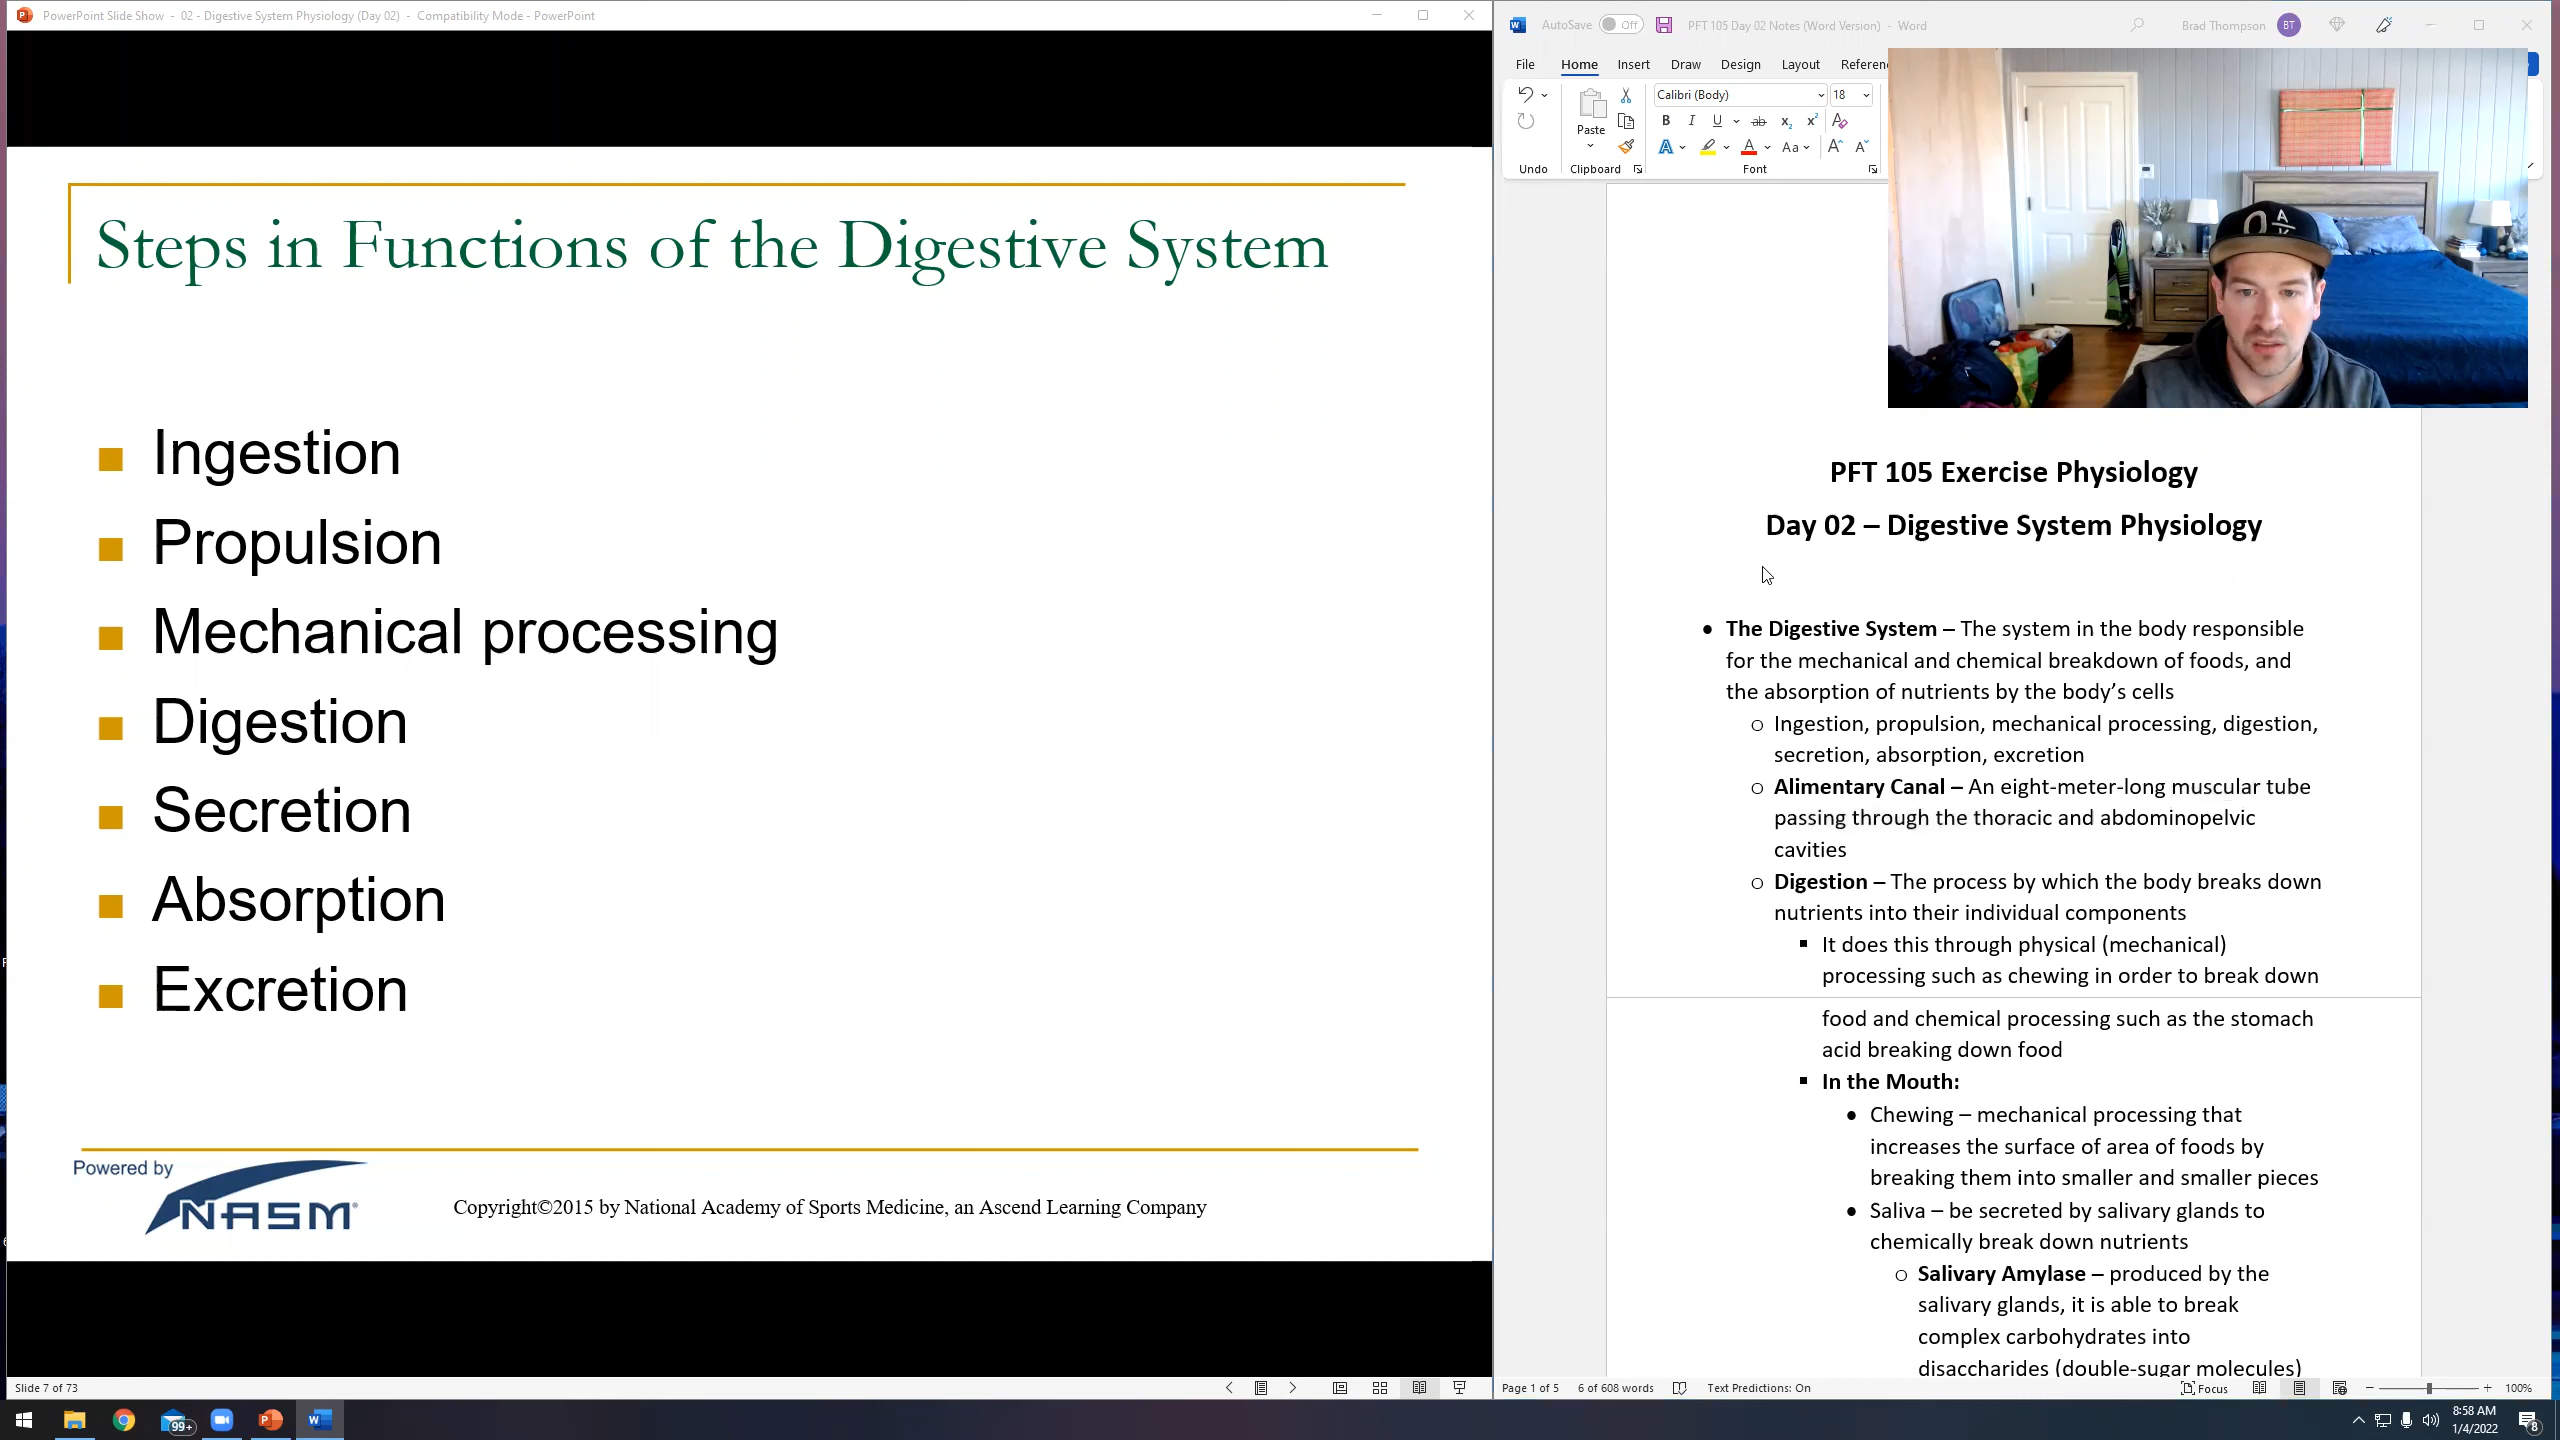 PowerPoint Slide Show - 02 - Digestive System Physiology (Day 02) - Compatibility Mode - PowerPoint
Steps in Functions of the Digestive System
Ingestion
Propulsion
Mechanical processing
Digestion
Secretion
Absorption
Excretion
Powered by
NASM
Copyright©2015 by National Academy of Sports Medicine, an Ascend Learning Company
Slide 7 of 73
AutoSave Off PFT 105 Day 02 Notes (Word Version) - Word Brad Thompson BT
File Home Insert Draw Design Layout Referen
Calibri (Body) 18
Paste
B I U ab x₂ x² A
A A Aa A A
Undo Clipboard Font
PFT 105 Exercise Physiology
Day 02 – Digestive System Physiology
The Digestive System – The system in the body responsible
for the mechanical and chemical breakdown of foods, and
the absorption of nutrients by the body's cells
Ingestion, propulsion, mechanical processing, digestion,
secretion, absorption, excretion
Alimentary Canal – An eight-meter-long muscular tube
passing through the thoracic and abdominopelvic
cavities
Digestion – The process by which the body breaks down
nutrients into their individual components
It does this through physical (mechanical)
processing such as chewing in order to break down
food and chemical processing such as the stomach
acid breaking down food
In the Mouth:
Chewing – mechanical processing that
increases the surface of area of foods by
breaking them into smaller and smaller pieces
Saliva – be secreted by salivary glands to
chemically break down nutrients
Salivary Amylase – produced by the
salivary glands, it is able to break
complex carbohydrates into
disaccharides (double-sugar molecules)
Page 1 of 5 6 of 608 words Text Predictions: On Focus 100%
99+
8:58 AM
1/4/2022
8